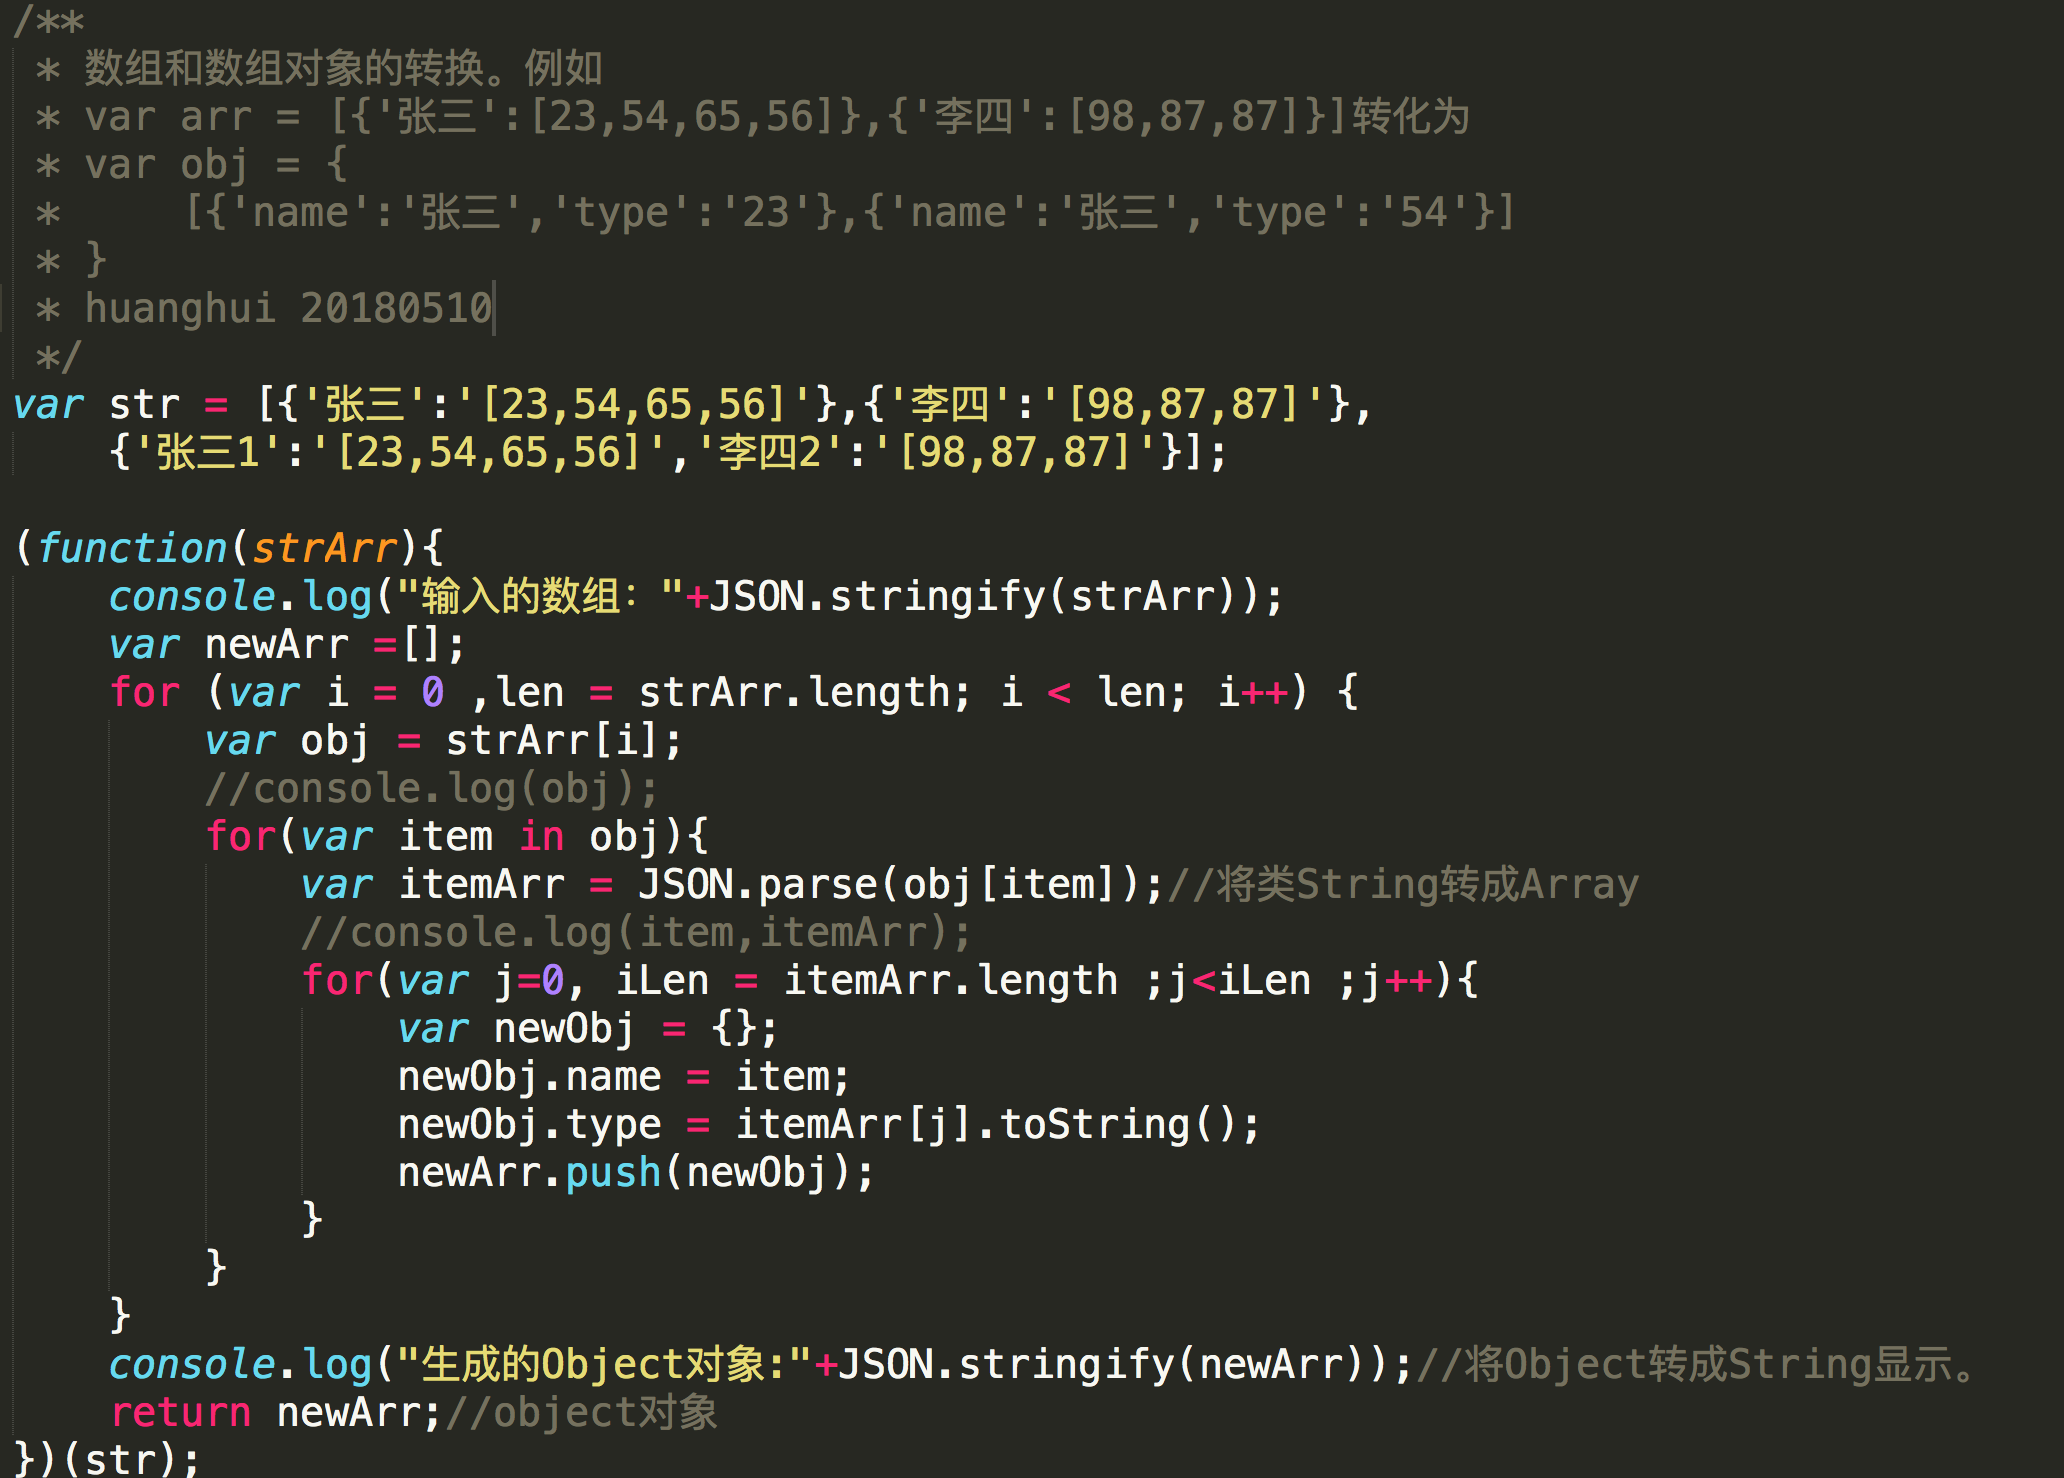 /**
 * 数组和数组对象的转换。例如
 * var arr = [{'张三':[23,54,65,56]},{'李四':[98,87,87]}]转化为
 * var obj = {
 *     [{'name':'张三','type':'23'},{'name':'张三','type':'54'}]
 * }
 * huanghui 20180510
 */
var str = [{'张三':'[23,54,65,56]'},{'李四':'[98,87,87]'},
    {'张三1':'[23,54,65,56]','李四2':'[98,87,87]'}];

(function(strArr){
    console.log("输入的数组："+JSON.stringify(strArr));
    var newArr =[];
    for (var i = 0 ,len = strArr.length; i < len; i++) {
        var obj = strArr[i];
        //console.log(obj);
        for(var item in obj){
            var itemArr = JSON.parse(obj[item]);//将类String转成Array
            //console.log(item,itemArr);
            for(var j=0, iLen = itemArr.length ;j<iLen ;j++){
                var newObj = {};
                newObj.name = item;
                newObj.type = itemArr[j].toString();
                newArr.push(newObj);
            }
        }
    }
    console.log("生成的Object对象:"+JSON.stringify(newArr));//将Object转成String显示。
    return newArr;//object对象
})(str);